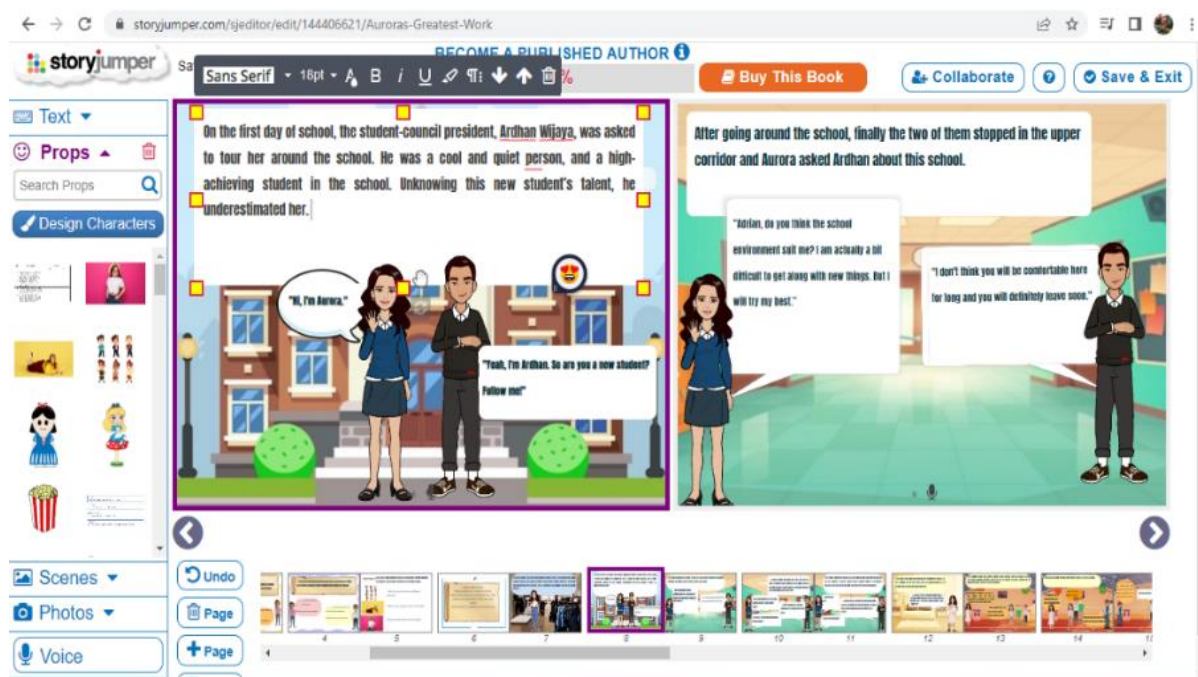 storyjumper.com/sjeditor/edit/144406621/Auroras-Greatest-Work
storyjumper
Sa
BECOME A PUBLISHED AUTHOR
Sans Serif 18pt A B i U
%
Buy This Book
Collaborate
?
Save & Exit
Text
Props
Search Props
Design Characters
Scenes
Photos
Voice
On the first day of school, the student-council president, Ardhan Wijaya, was asked
to tour her around the school. He was a cool and quiet person, and a high-
achieving student in the school. Unknowing this new student's talent, he
underestimated her.
"Hi, I'm Aurora."
"Yeah, I'm Ardhan. So are you a new student?
Follow me!"
After going around the school, finally the two of them stopped in the upper
corridor and Aurora asked Ardhan about this school.
"Adrian, do you think the school
environment suit me? I am actually a bit
difficult to get along with new things. But I
will try my best."
"I don't think you will be comfortable here
for long and you will definitely leave soon."
Undo
Page
Page
4
5
6
7
8
9
10
11
12
13
14